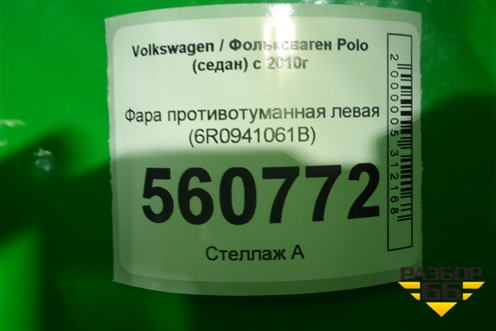 Volkswagen / Фольксваген Polo
(седан) с 2010г
Фара противотуманная левая
(6R0941061B)
560772
Стеллаж А
2000005312168
РАЗБОР
66